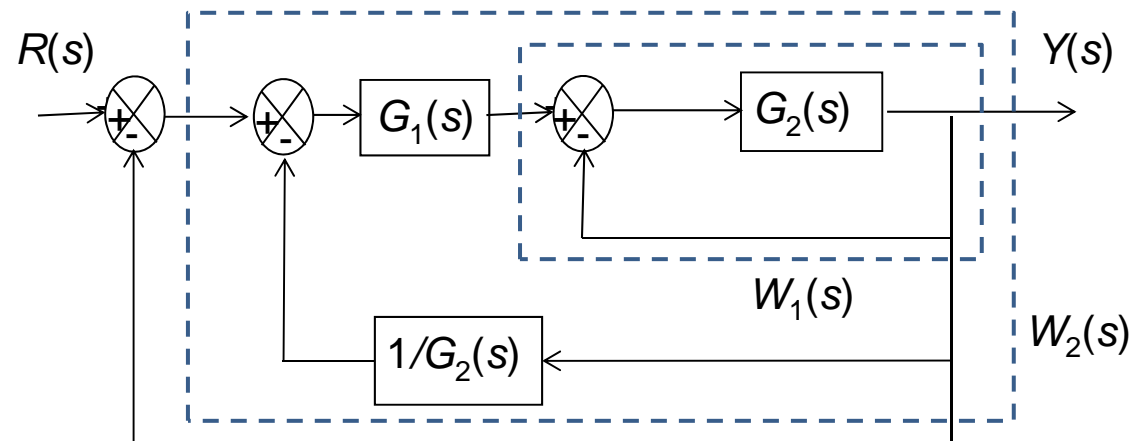 R(s)
Y(s)
+
-
+
-
G₁(s)
+
-
G₂(s)
W₁(s)
1/G₂(s)
W₂(s)